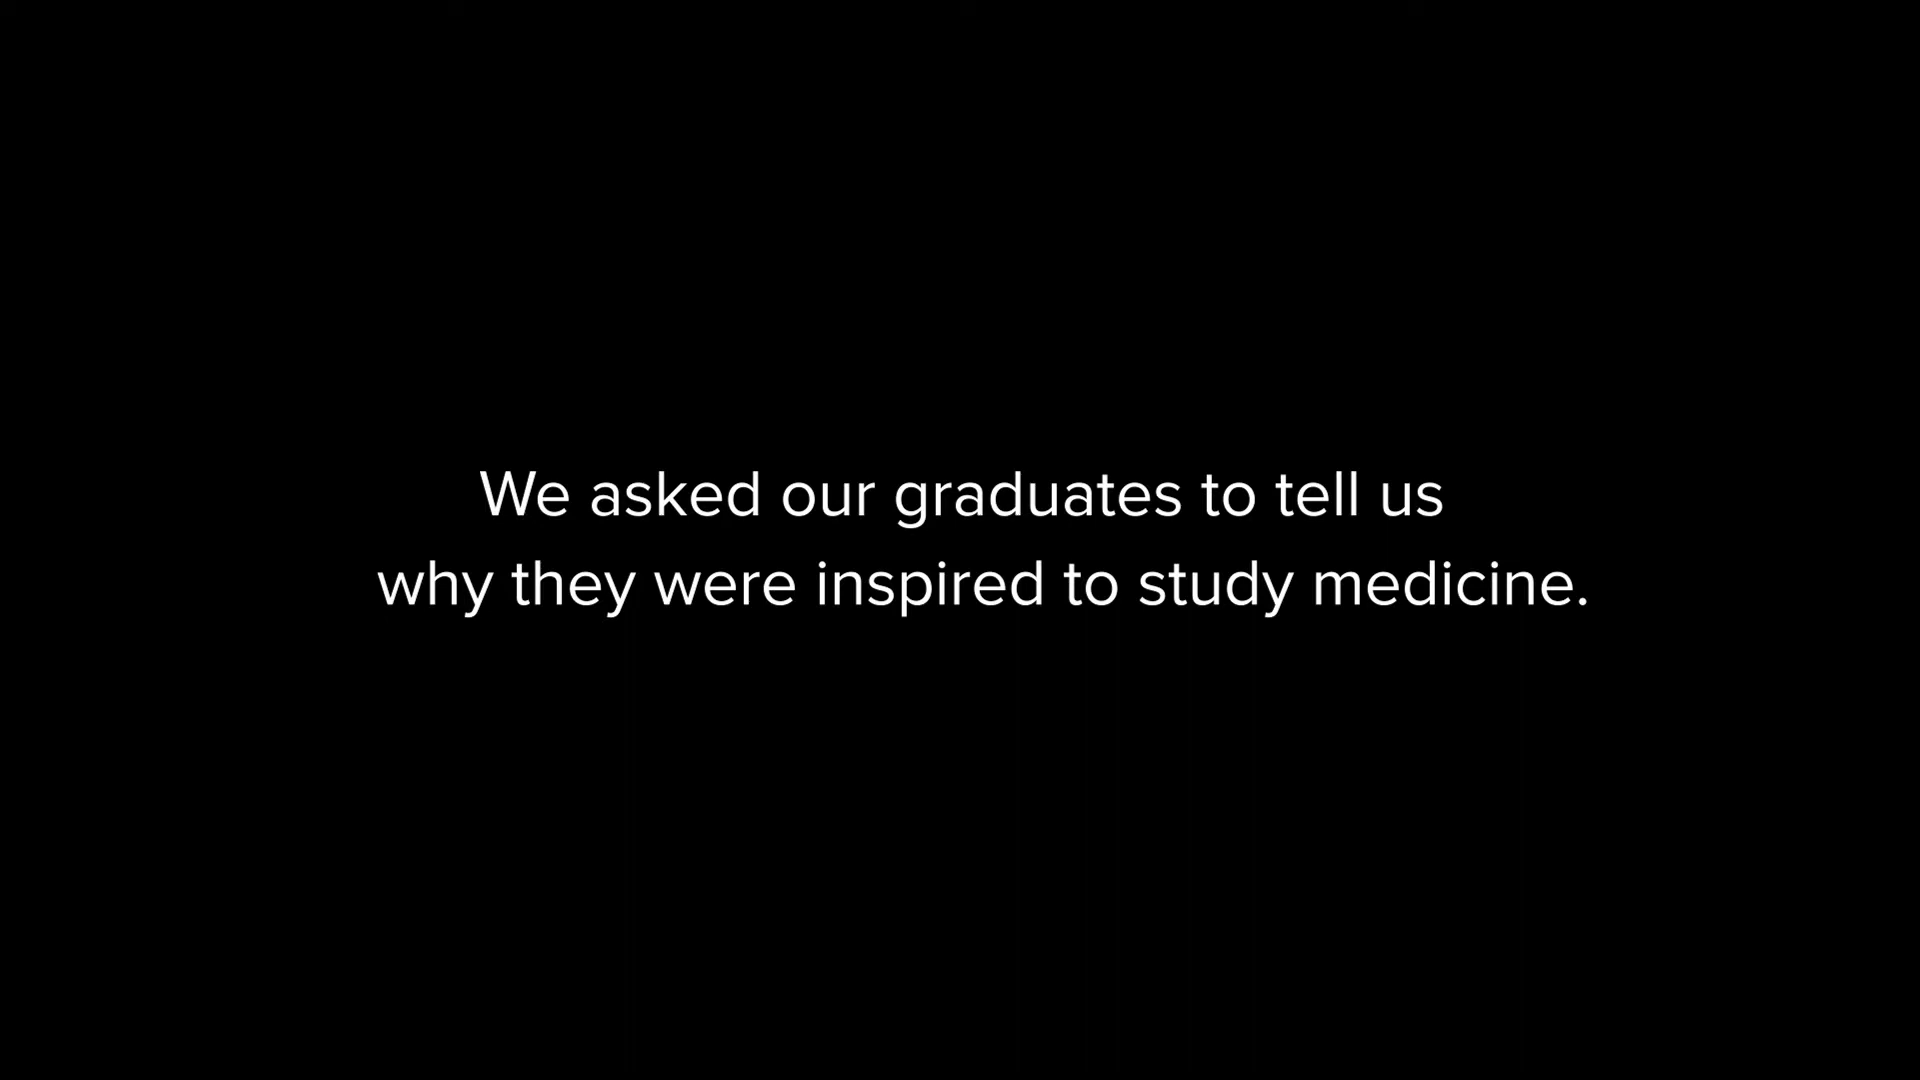 We asked our graduates to tell us
why they were inspired to study medicine.